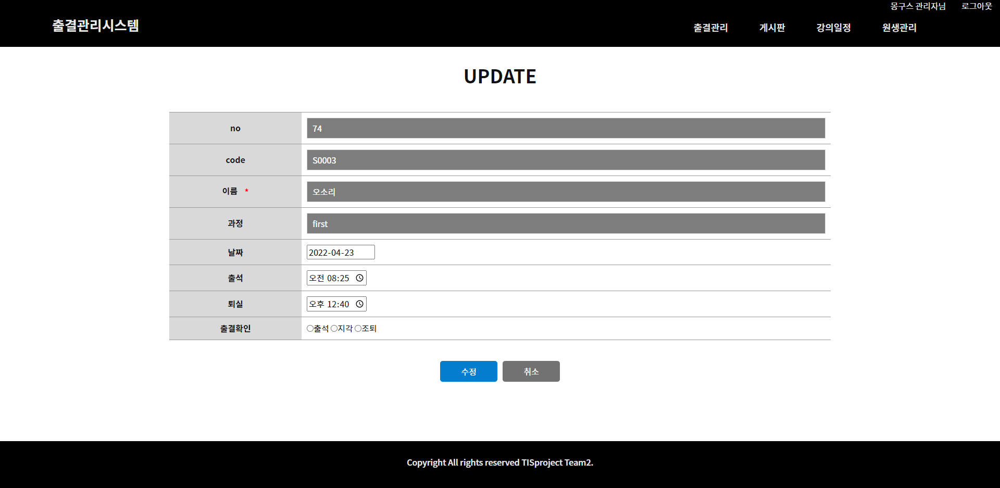 몽구스 관리자님 로그아웃
출결관리시스템 출결관리 게시판 강의일정 원생관리
UPDATE
no 74
code S0003
이름 * 오소리
과정 first
날짜 2022-04-23
출석 오전 08:25
퇴실 오후 12:40
출결확인 출석 지각 조퇴
수정 취소
Copyright All rights reserved TISproject Team2.